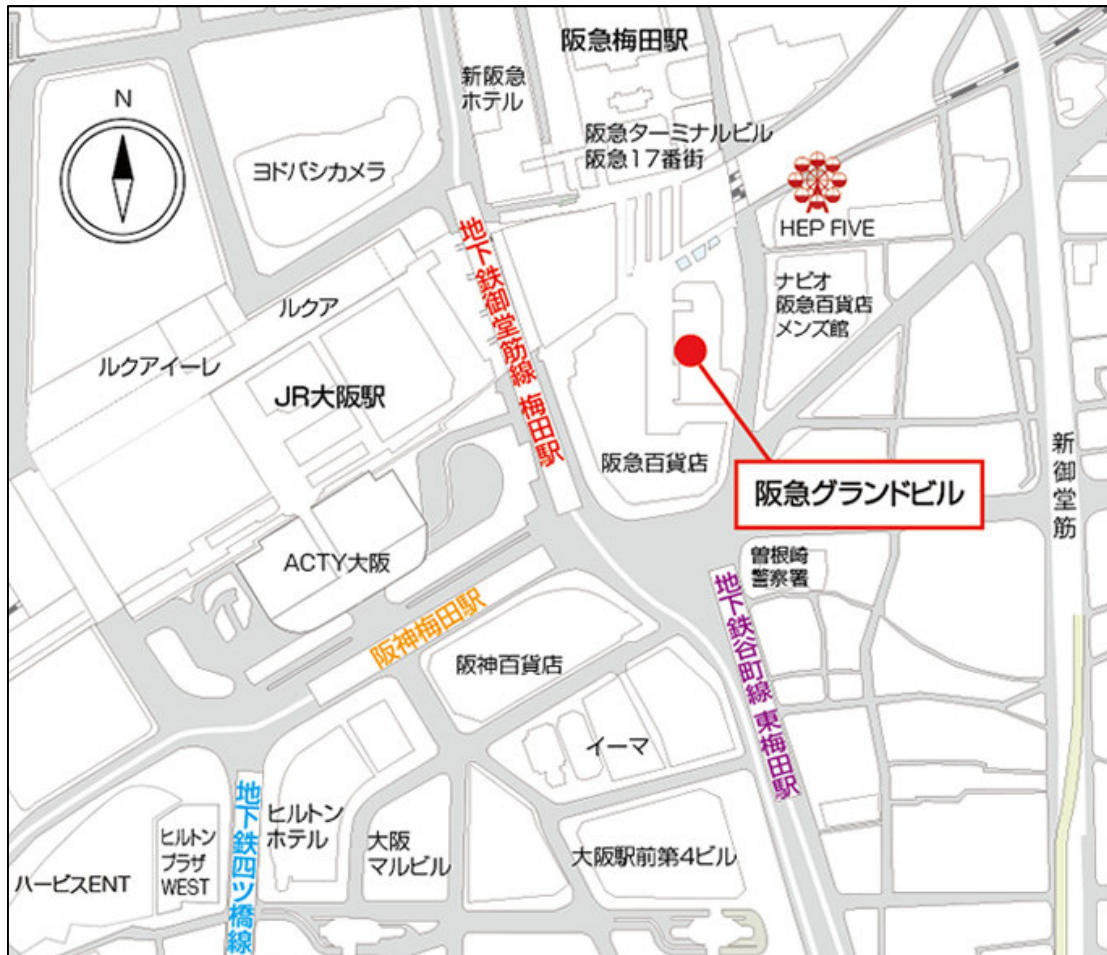 阪急梅田駅
新阪急
ホテル
N
阪急ターミナルビル
阪急17番街
ヨドバシカメラ
HEP FIVE
地下鉄御堂筋線 梅田駅
ナビオ
阪急百貨店
メンズ館
ルクア
ルクアイーレ
JR大阪駅
阪急百貨店
阪急グランドビル
新御堂筋
ACTY大阪
曽根崎
警察署
地下鉄谷町線 東梅田駅
阪神梅田駅
阪神百貨店
イーマ
地下鉄四ツ橋線
ヒルトン
ホテル
大阪
マルビル
大阪駅前第4ビル
ヒルトン
プラザ
WEST
ハービスENT